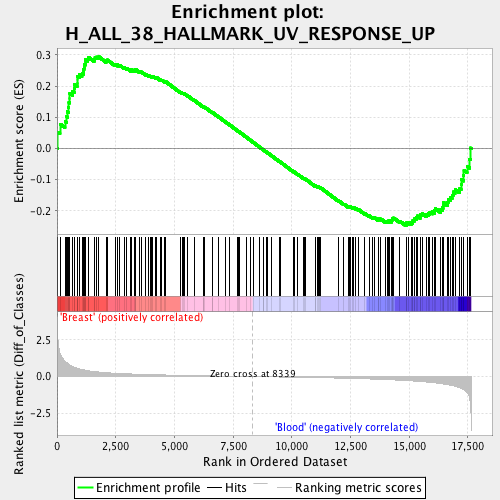 Enrichment plot:
H_ALL_38_HALLMARK_UV_RESPONSE_UP
Enrichment score (ES)
0.3
0.2
0.1
0.0
-0.1
-0.2
'Breast' (positively correlated)
Ranked list metric (Diff_of_Classes)
2.5
0.0
-2.5
Zero cross at 8339
'Blood' (negatively correlated)
0 2,500 5,000 7,500 10,000 12,500 15,000 17,500
Rank in Ordered Dataset
Enrichment profile Hits Ranking metric scores